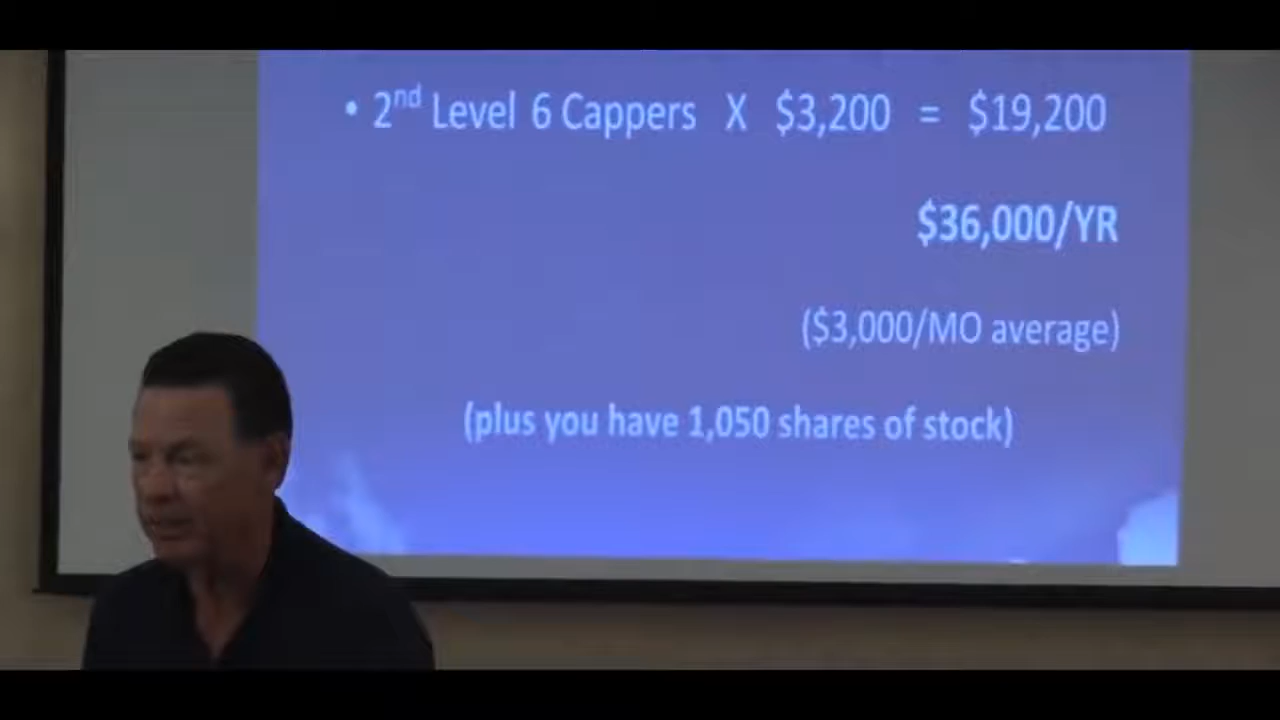 • 2nd Level 6 Cappers X $3,200 = $19,200
$36,000/YR
($3,000/MO average)
(plus you have 1,050 shares of stock)